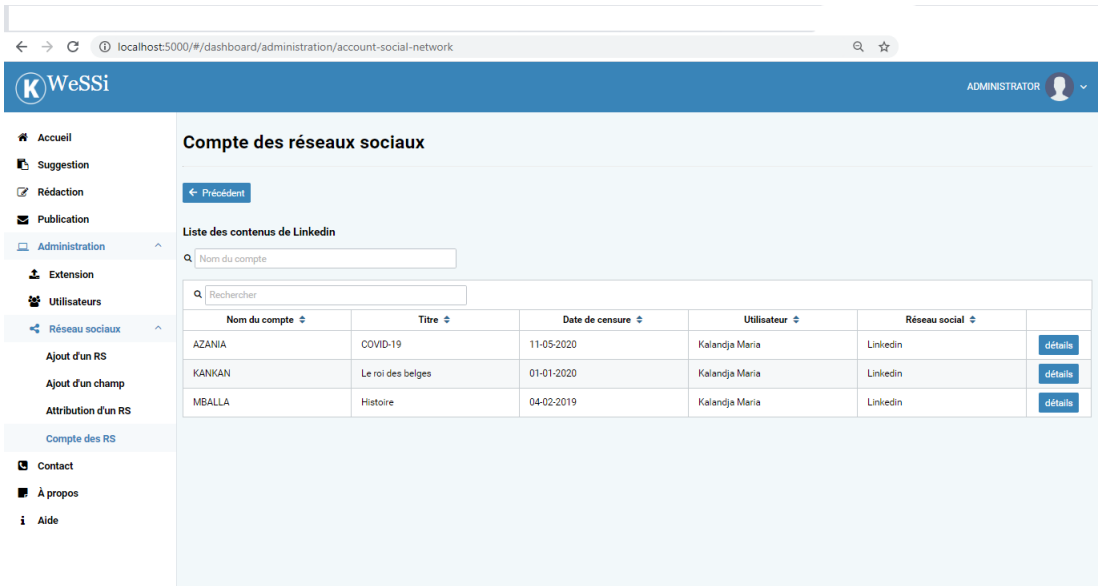 localhost:5000/#/dashboard/administration/account-social-network
K WeSSi
ADMINISTRATOR
Accueil
Suggestion
Rédaction
Publication
Administration
Extension
Utilisateurs
Réseau sociaux
Ajout d'un RS
Ajout d'un champ
Attribution d'un RS
Compte des RS
Contact
À propos
Aide
Compte des réseaux sociaux
Précédent
Liste des contenus de Linkedin
Nom du compte
Rechercher
Nom du compte Titre Date de censure Utilisateur Réseau social
AZANIA COVID-19 11-05-2020 Kalandja Maria Linkedin détails
KANKAN Le roi des belges 01-01-2020 Kalandja Maria Linkedin détails
MBALLA Histoire 04-02-2019 Kalandja Maria Linkedin détails